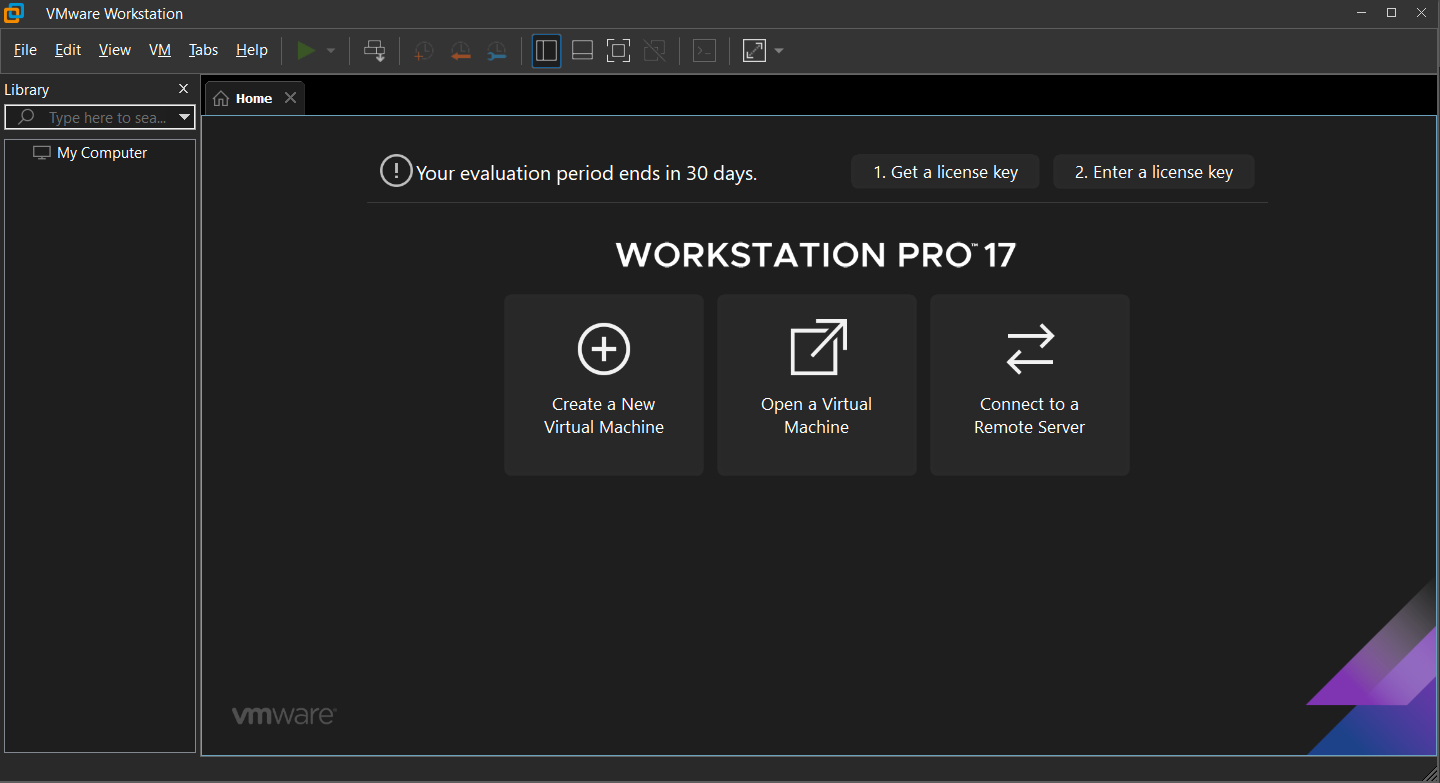 VMware Workstation
File Edit View VM Tabs Help
Library
Type here to sea...
My Computer
Home
Your evaluation period ends in 30 days.
1. Get a license key
2. Enter a license key
WORKSTATION PRO™ 17
Create a New
Virtual Machine
Open a Virtual
Machine
Connect to a
Remote Server
vmware®